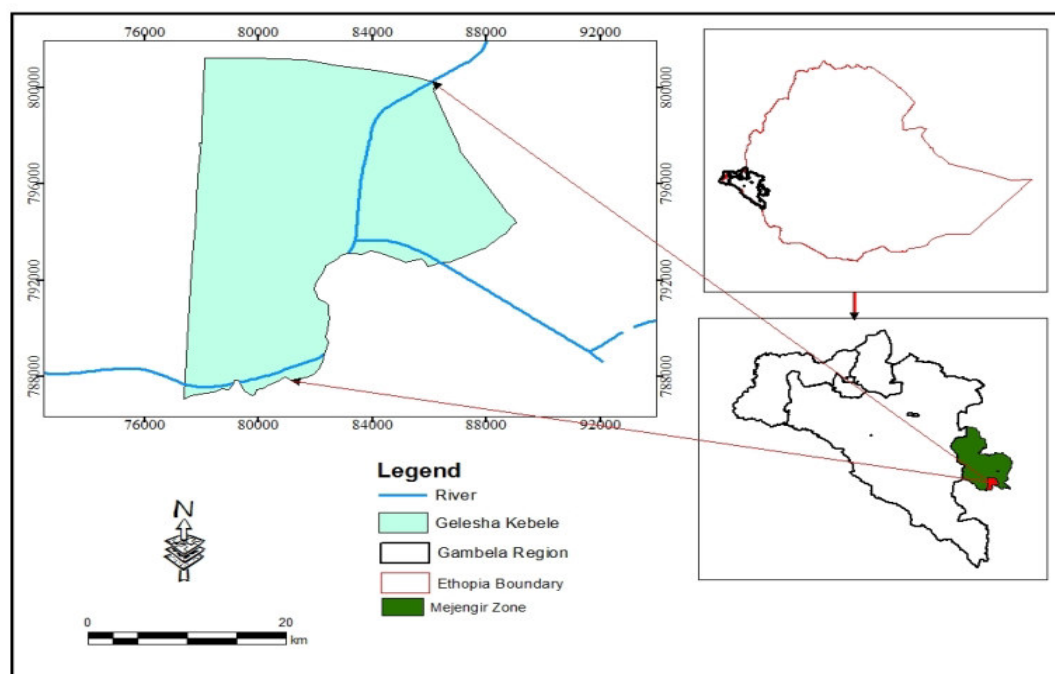 76000 80000 84000 88000 92000
800000 800000
796000 796000
792000 792000
788000 788000
76000 80000 84000 88000 92000
Legend
River
Gelesha Kebele
Gambela Region
Ethopia Boundary
Mejengir Zone
N
0 20
km